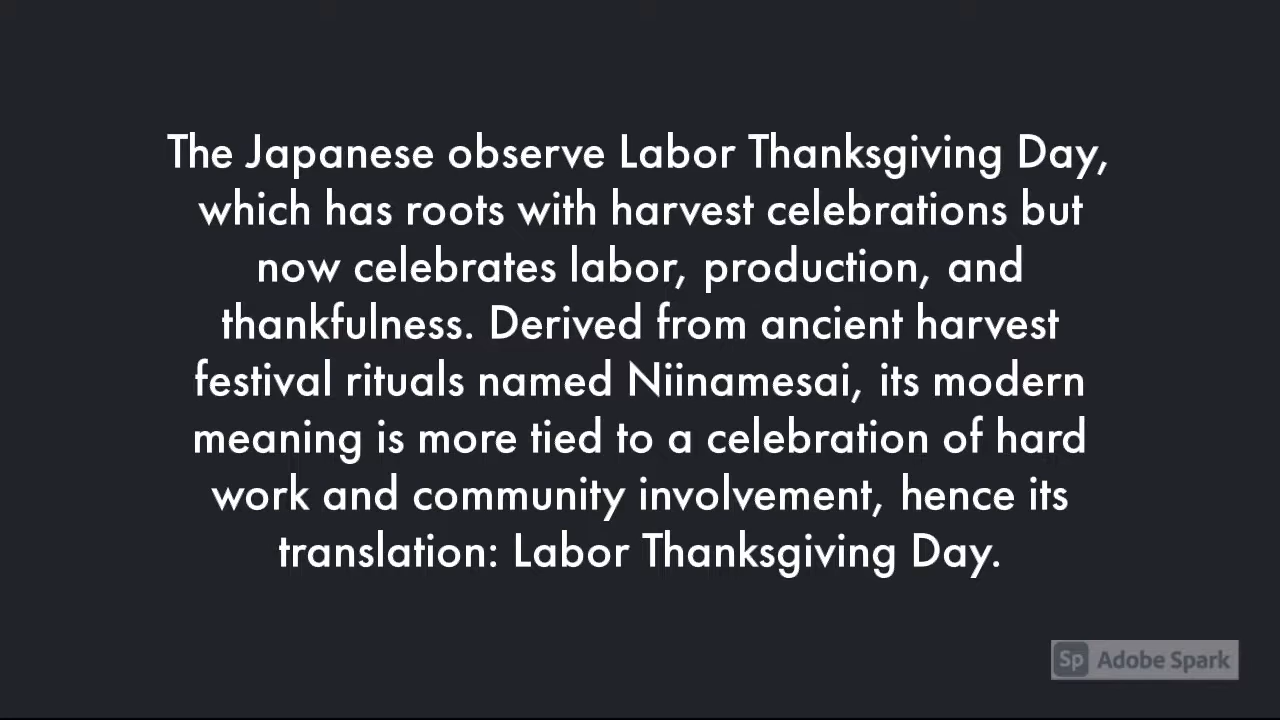 The Japanese observe Labor Thanksgiving Day,
which has roots with harvest celebrations but
now celebrates labor, production, and
thankfulness. Derived from ancient harvest
festival rituals named Niinamesai, its modern
meaning is more tied to a celebration of hard
work and community involvement, hence its
translation: Labor Thanksgiving Day.
Sp Adobe Spark